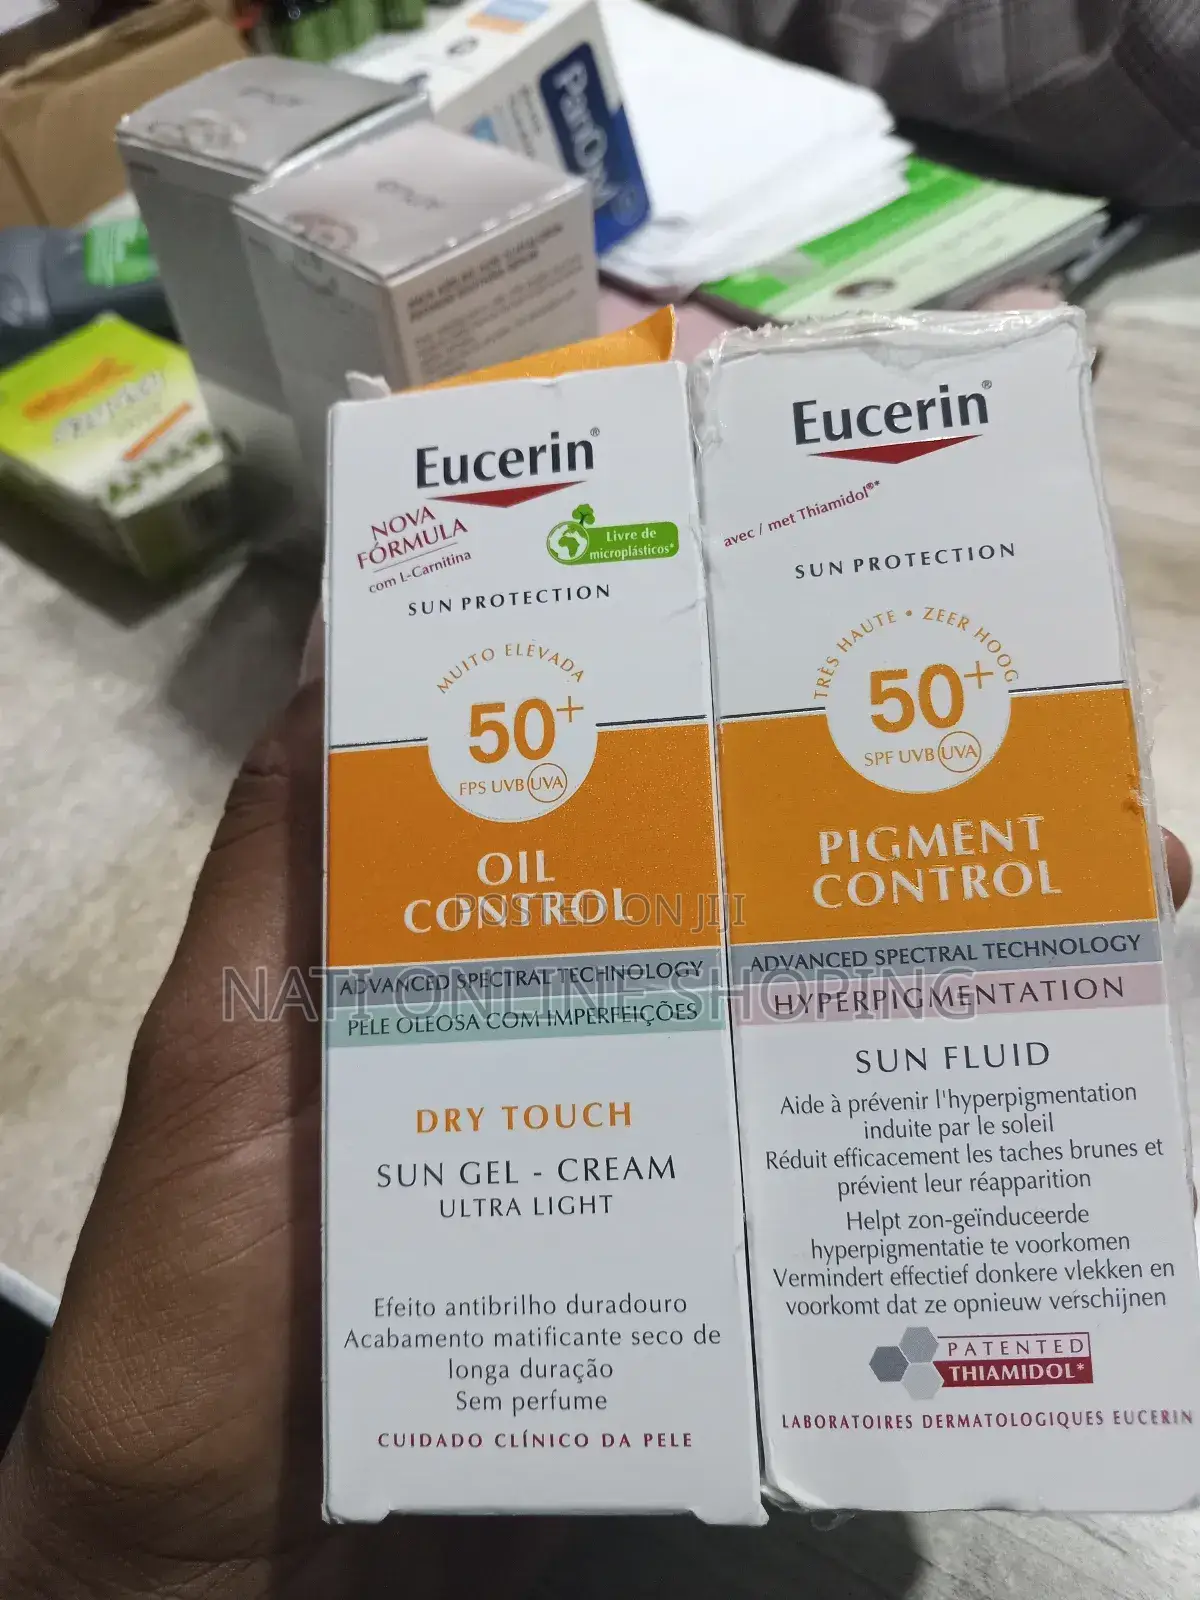 PanOxyl
Eucerin®
NOVA
FÓRMULA
com L-Carnitina
Livre de
microplásticos*
SUN PROTECTION
MUITO ELEVADA
50+
FPS UVB UVA
OIL
CONTROL
ADVANCED SPECTRAL TECHNOLOGY
PELE OLEOSA COM IMPERFEIÇÕES
DRY TOUCH
SUN GEL - CREAM
ULTRA LIGHT
Efeito antibrilho duradouro
Acabamento matificante seco de
longa duração
Sem perfume
CUIDADO CLÍNICO DA PELE
Eucerin®
avec / met Thiamidol®*
SUN PROTECTION
TRÈS HAUTE • ZEER HOOG
50+
SPF UVB UVA
PIGMENT
CONTROL
ADVANCED SPECTRAL TECHNOLOGY
HYPERPIGMENTATION
SUN FLUID
Aide à prévenir l'hyperpigmentation
induite par le soleil
Réduit efficacement les taches brunes et
prévient leur réapparition
Helpt zon-geïnduceerde
hyperpigmentatie te voorkomen
Vermindert effectief donkere vlekken en
voorkomt dat ze opnieuw verschijnen
PATENTED
THIAMIDOL*
LABORATOIRES DERMATOLOGIQUES EUCERIN
POSTED ON JIJI
NATI ONLINE SHOPING